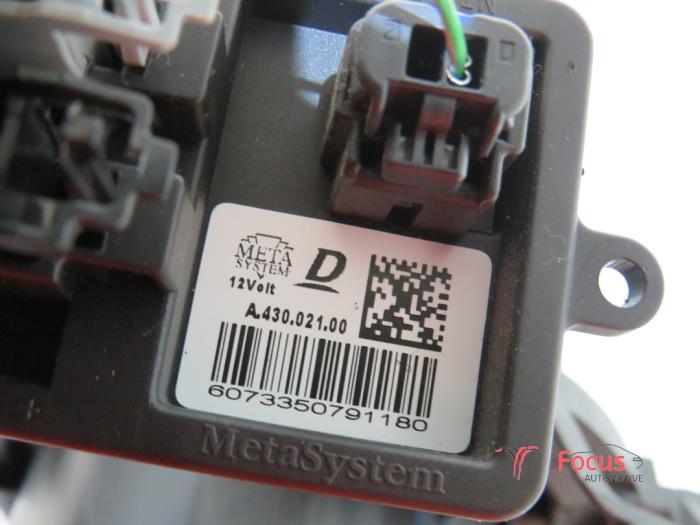 META
SYSTEM
D
12Volt
A.430.021.00
6073350791180
MetaSystem
FOCUS
AUTOMOTIVE